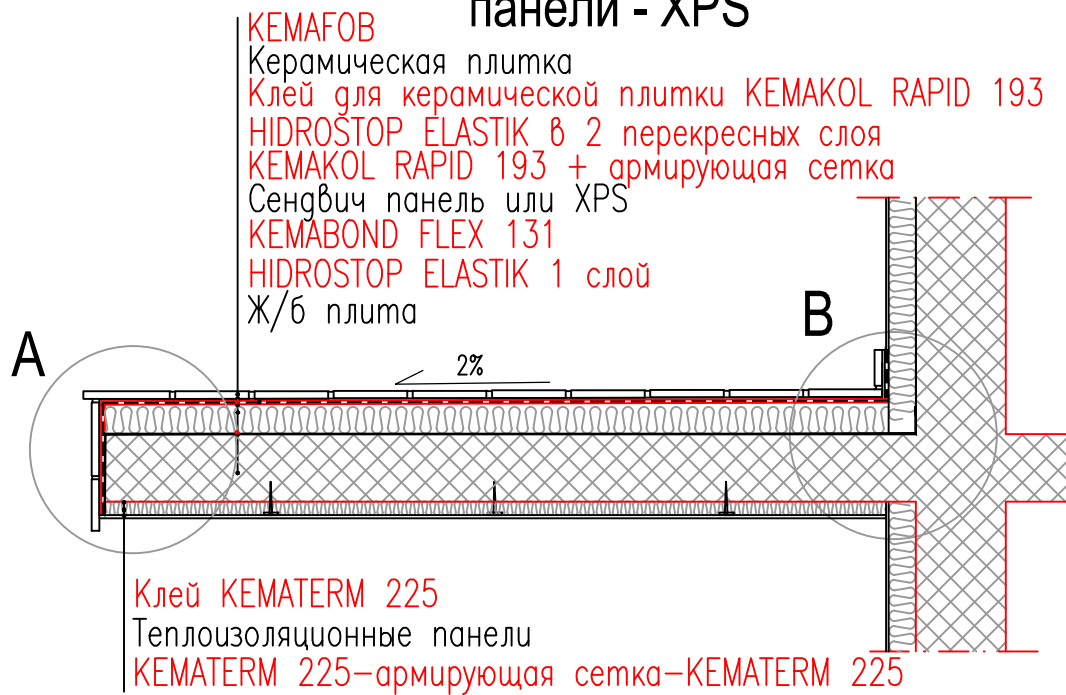 панели - XPS
KEMAFOB
Керамическая плитка
Клей для керамической плитки KEMAKOL RAPID 193
HIDROSTOP ELASTIK в 2 перекресных слоя
KEMAKOL RAPID 193 + армирующая сетка
Сендвич панель или XPS
KEMABOND FLEX 131
HIDROSTOP ELASTIK 1 слой
Ж/б плита
A
B
2%
Клей KEMATERM 225
Теплоизоляционные панели
KEMATERM 225-армирующая сетка-KEMATERM 225